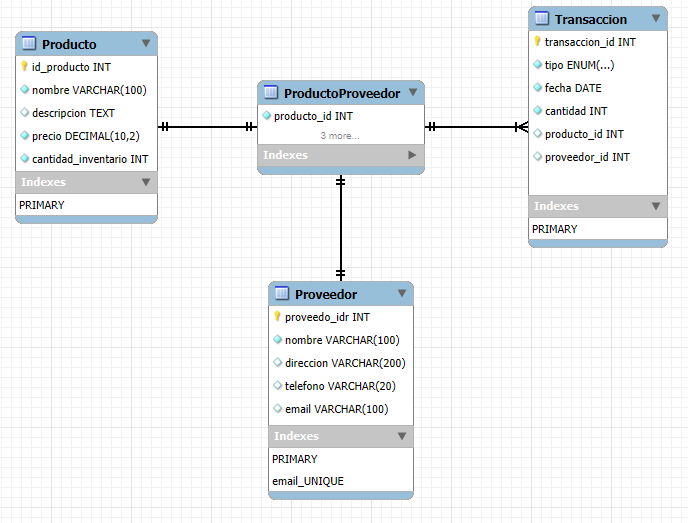 Producto
id_producto INT
nombre VARCHAR(100)
descripcion TEXT
precio DECIMAL(10,2)
cantidad_inventario INT
Indexes
PRIMARY
ProductoProveedor
producto_id INT
3 more...
Indexes
Transaccion
transaccion_id INT
tipo ENUM(...)
fecha DATE
cantidad INT
producto_id INT
proveedor_id INT
Indexes
PRIMARY
Proveedor
proveedo_idr INT
nombre VARCHAR(100)
direccion VARCHAR(200)
telefono VARCHAR(20)
email VARCHAR(100)
Indexes
PRIMARY
email_UNIQUE